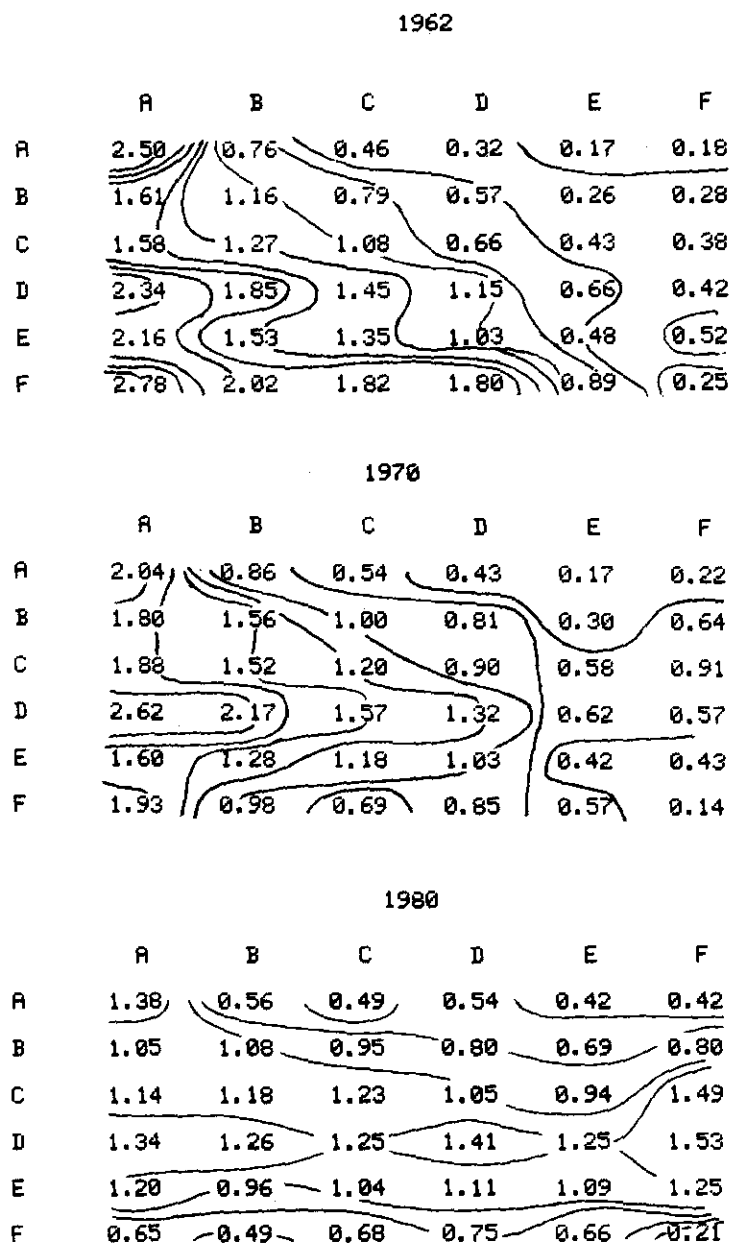 1962
A B C D E F
A 2.50 0.76 0.46 0.32 0.17 0.18
B 1.61 1.16 0.79 0.57 0.26 0.28
C 1.58 1.27 1.08 0.66 0.43 0.38
D 2.34 1.85 1.45 1.15 0.66 0.42
E 2.16 1.53 1.35 1.03 0.48 0.52
F 2.78 2.02 1.82 1.80 0.89 0.25
1970
A B C D E F
A 2.04 0.86 0.54 0.43 0.17 0.22
B 1.80 1.56 1.00 0.81 0.30 0.64
C 1.88 1.52 1.20 0.90 0.58 0.91
D 2.62 2.17 1.57 1.32 0.62 0.57
E 1.60 1.28 1.18 1.03 0.42 0.43
F 1.93 0.98 0.69 0.85 0.57 0.14
1980
A B C D E F
A 1.38 0.56 0.49 0.54 0.42 0.42
B 1.05 1.08 0.95 0.80 0.69 0.80
C 1.14 1.18 1.23 1.05 0.94 1.49
D 1.34 1.26 1.25 1.41 1.25 1.53
E 1.20 0.96 1.04 1.11 1.09 1.25
F 0.65 0.49 0.68 0.75 0.66 0.21